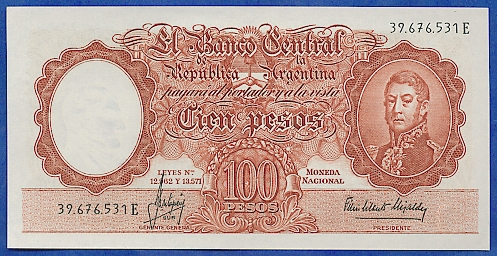 39.676.531 E
El Banco Central
de la
República Argentina
pagará al portador y a la vista
Cien pesos
LEYES Nos.
12.962 Y 13.571
MONEDA
NACIONAL
100
PESOS
39.676.531 E
GERENTE GENERAL
PRESIDENTE